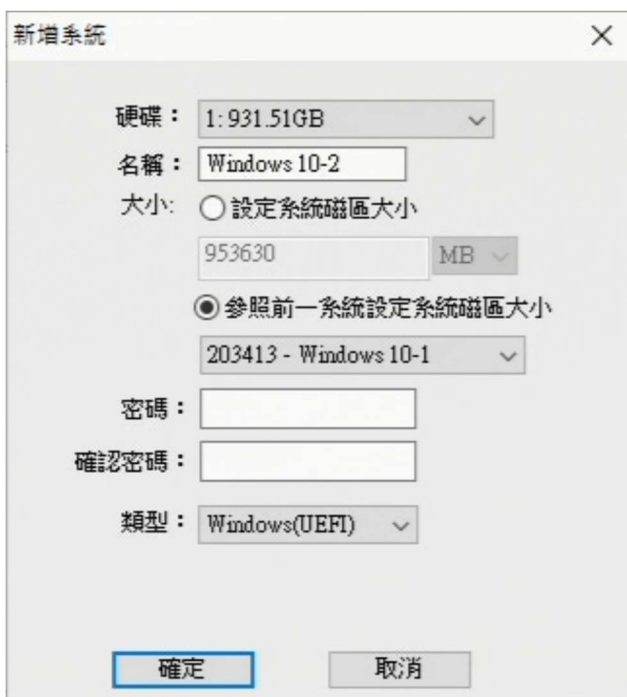 新增系統
硬碟： 1: 931.51GB
名稱： Windows 10-2
大小: 設定系統磁區大小
953630 MB
參照前一系統設定系統磁區大小
203413 - Windows 10-1
密碼：
確認密碼：
類型： Windows(UEFI)
確定 取消